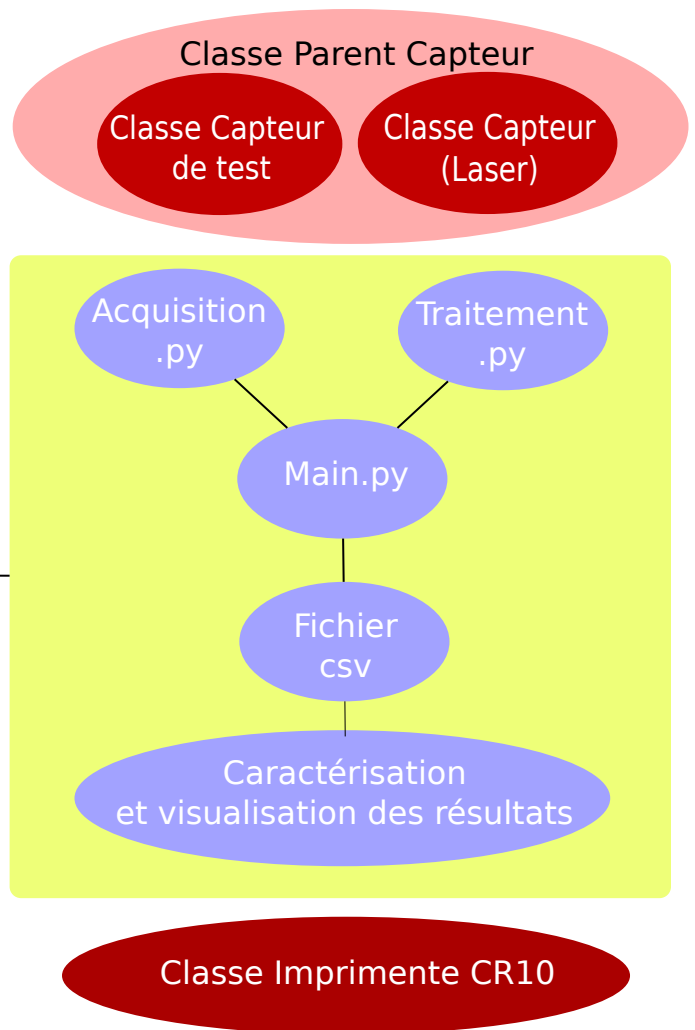 Classe Parent Capteur
Classe Capteur
de test
Classe Capteur
(Laser)
Acquisition
.py
Traitement
.py
Main.py
Fichier
csv
Caractérisation
et visualisation des résultats
Classe Imprimente CR10